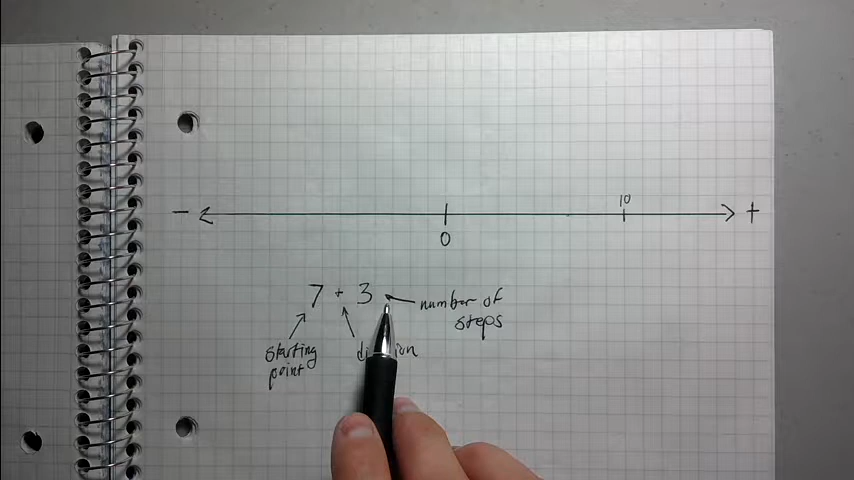 10
- +
0
7 + 3
number of
steps
starting
point